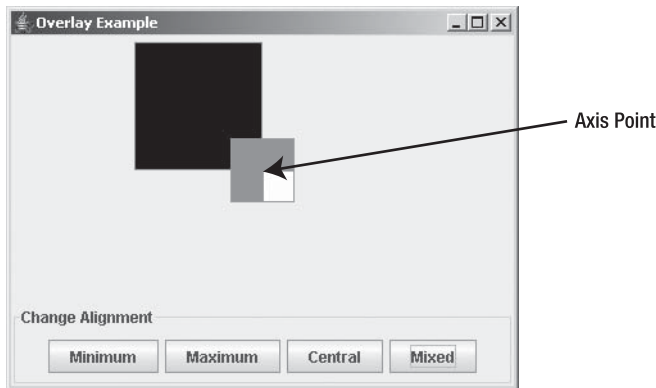 Overlay Example
Axis Point
Change Alignment
Minimum Maximum Central Mixed